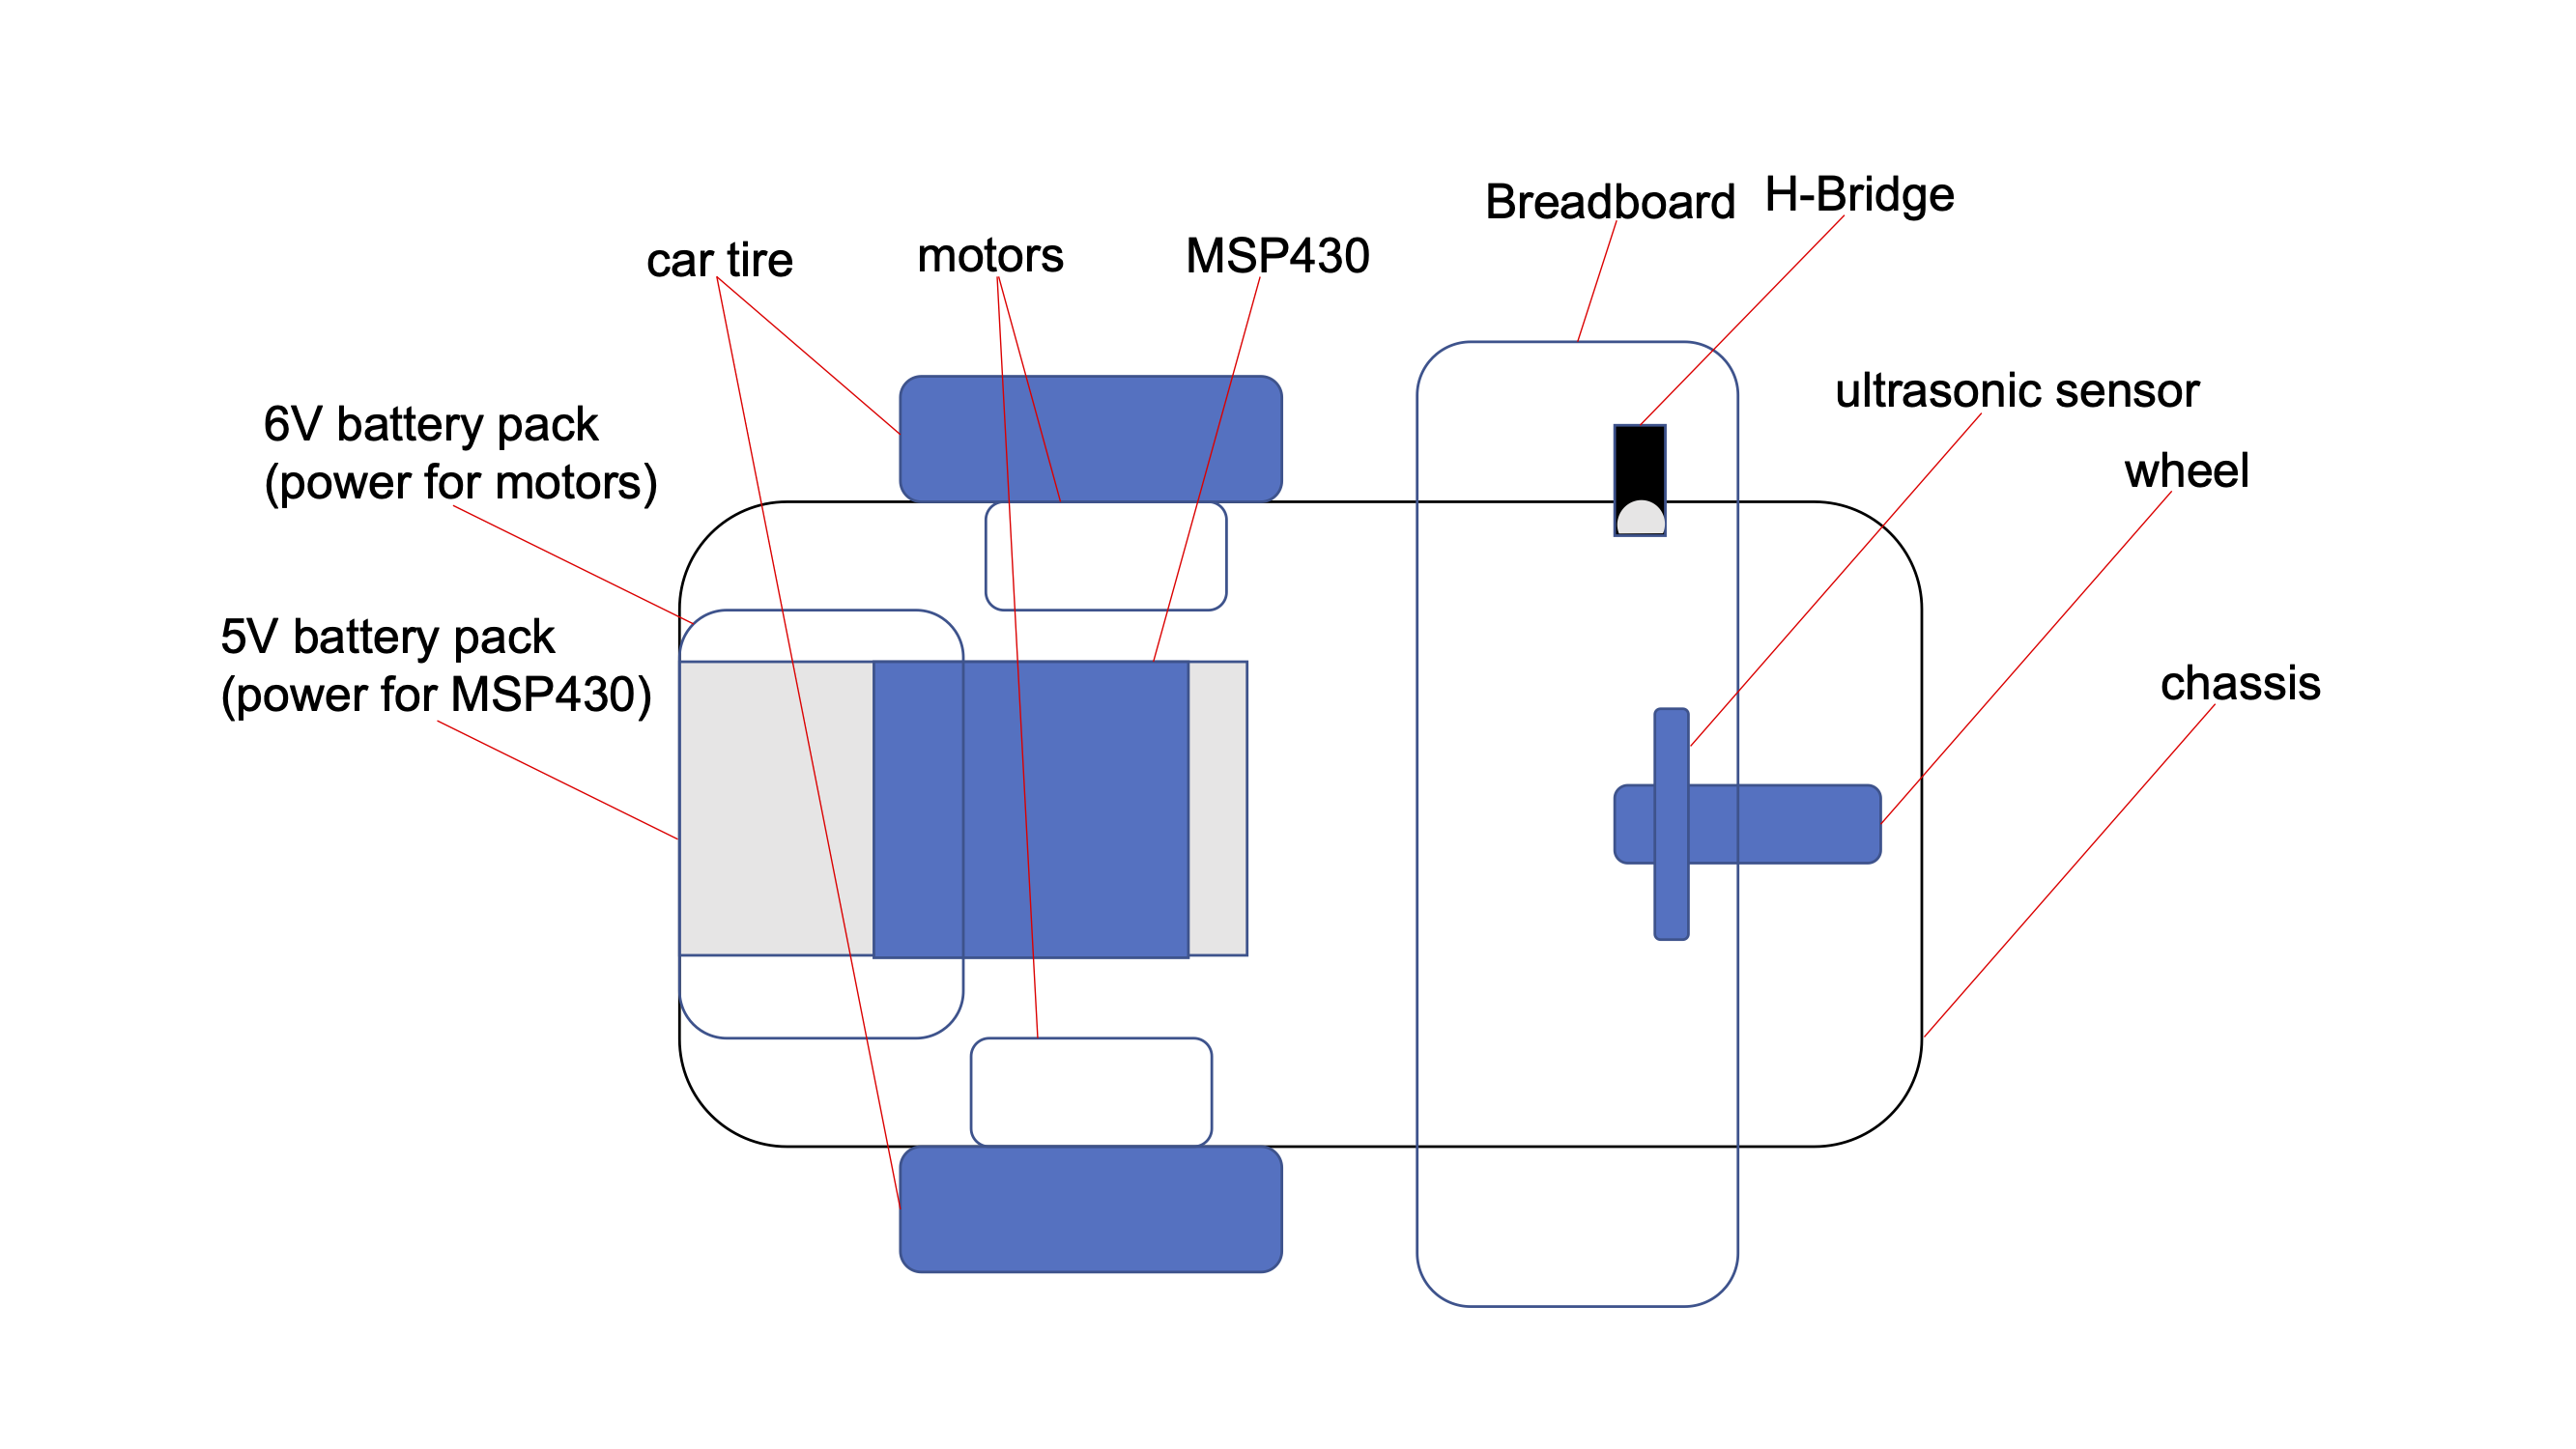 Breadboard
H-Bridge
car tire
motors
MSP430
ultrasonic sensor
6V battery pack
(power for motors)
wheel
5V battery pack
(power for MSP430)
chassis